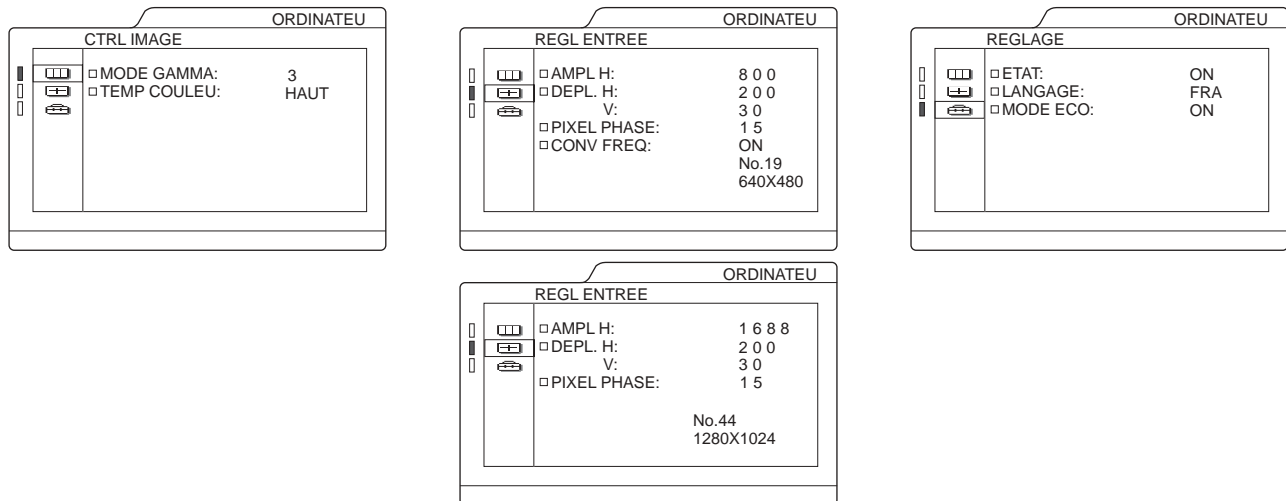 ORDINATEU
CTRL IMAGE
MODE GAMMA: 3
TEMP COULEU: HAUT
ORDINATEU
REGL ENTREE
AMPL H: 800
DEPL. H: 200
V: 30
PIXEL PHASE: 15
CONV FREQ: ON
No.19
640X480
ORDINATEU
REGLAGE
ETAT: ON
LANGAGE: FRA
MODE ECO: ON
ORDINATEU
REGL ENTREE
AMPL H: 1688
DEPL. H: 200
V: 30
PIXEL PHASE: 15
No.44
1280X1024